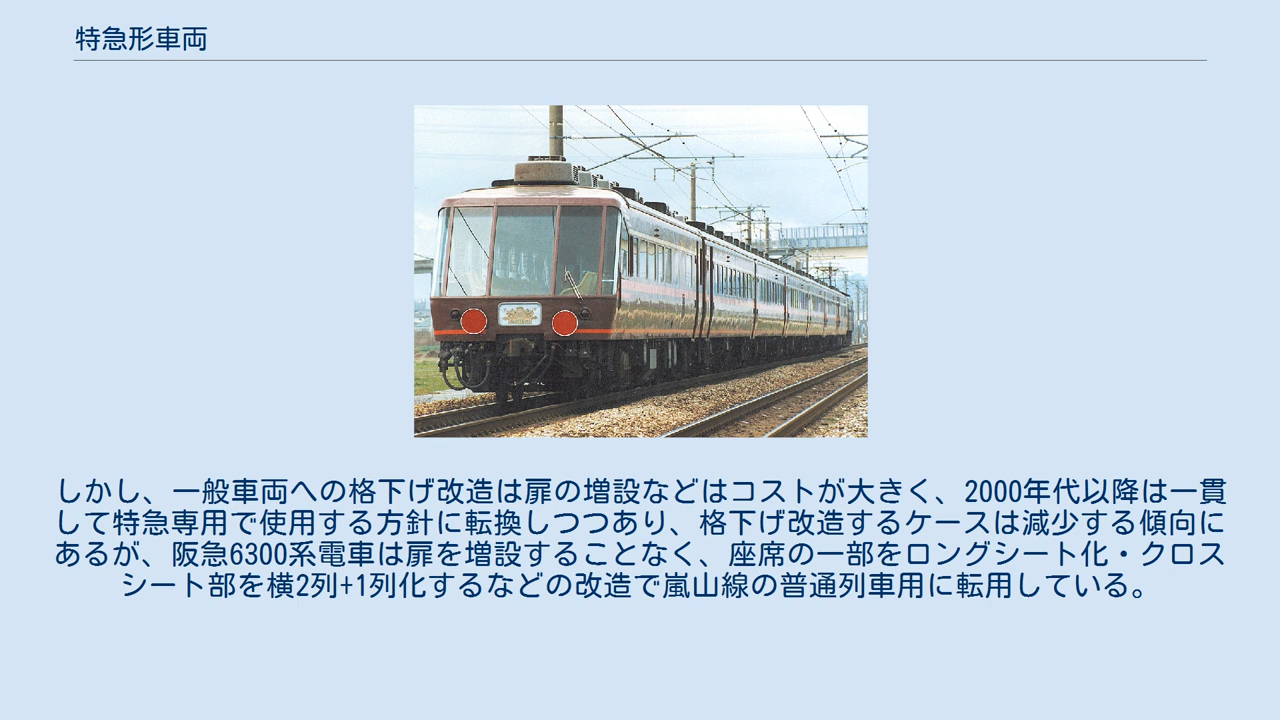 特急形車両
しかし、一般車両への格下げ改造は扉の増設などはコストが大きく、2000年代以降は一貫
して特急専用で使用する方針に転換しつつあり、格下げ改造するケースは減少する傾向に
あるが、阪急6300系電車は扉を増設することなく、座席の一部をロングシート化・クロス
シート部を横2列+1列化するなどの改造で嵐山線の普通列車用に転用している。